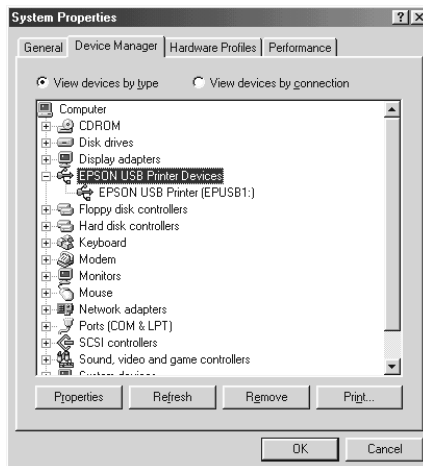 System Properties
General Device Manager Hardware Profiles Performance
View devices by type View devices by connection
Computer
CDROM
Disk drives
Display adapters
EPSON USB Printer Devices
EPSON USB Printer (EPUSB1:)
Floppy disk controllers
Hard disk controllers
Keyboard
Modem
Monitors
Mouse
Network adapters
Ports (COM & LPT)
SCSI controllers
Sound, video and game controllers
System devices
Properties Refresh Remove Print...
OK Cancel